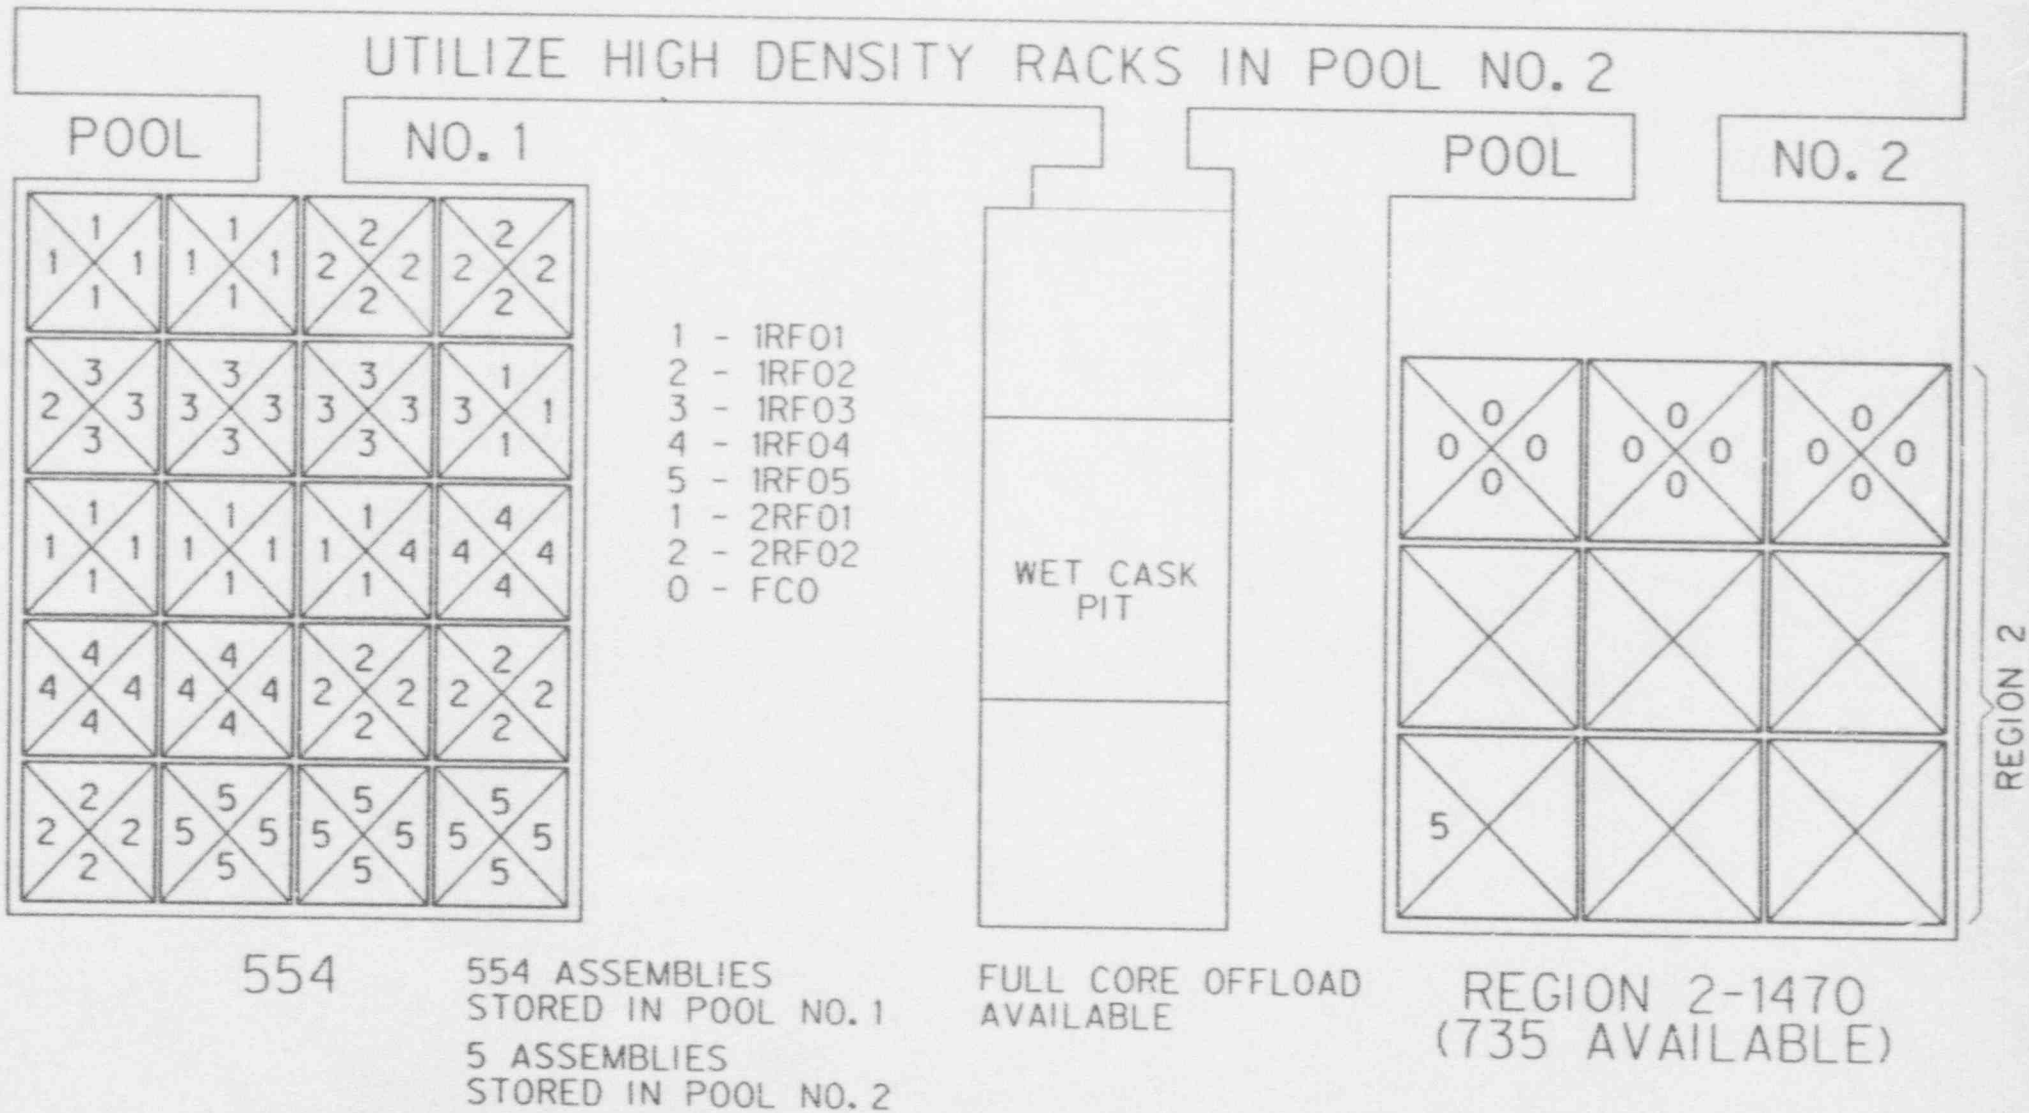 UTILIZE HIGH DENSITY RACKS IN POOL NO. 2
POOL NO. 1
POOL NO. 2
1 1 2 2
1 1 1 1 2 2 2 2
1 1 2 2
3 3 3 1
2 3 3 3 3 3 3 1
3 3 3 1
1 1 1 4
1 1 1 1 1 4 4 4
1 1 1 4
4 4 2 2
4 4 4 4 2 2 2 2
4 4 2 2
2 5 5 5
2 2 5 5 5 5 5 5
2 5 5 5
1 - 1RF01
2 - 1RF02
3 - 1RF03
4 - 1RF04
5 - 1RF05
1 - 2RF01
2 - 2RF02
0 - FCO
WET CASK
PIT
0 0 0
0 0 0 0 0 0
0 0 0
5
REGION 2
554
554 ASSEMBLIES
STORED IN POOL NO. 1
5 ASSEMBLIES
STORED IN POOL NO. 2
FULL CORE OFFLOAD
AVAILABLE
REGION 2-1470
(735 AVAILABLE)